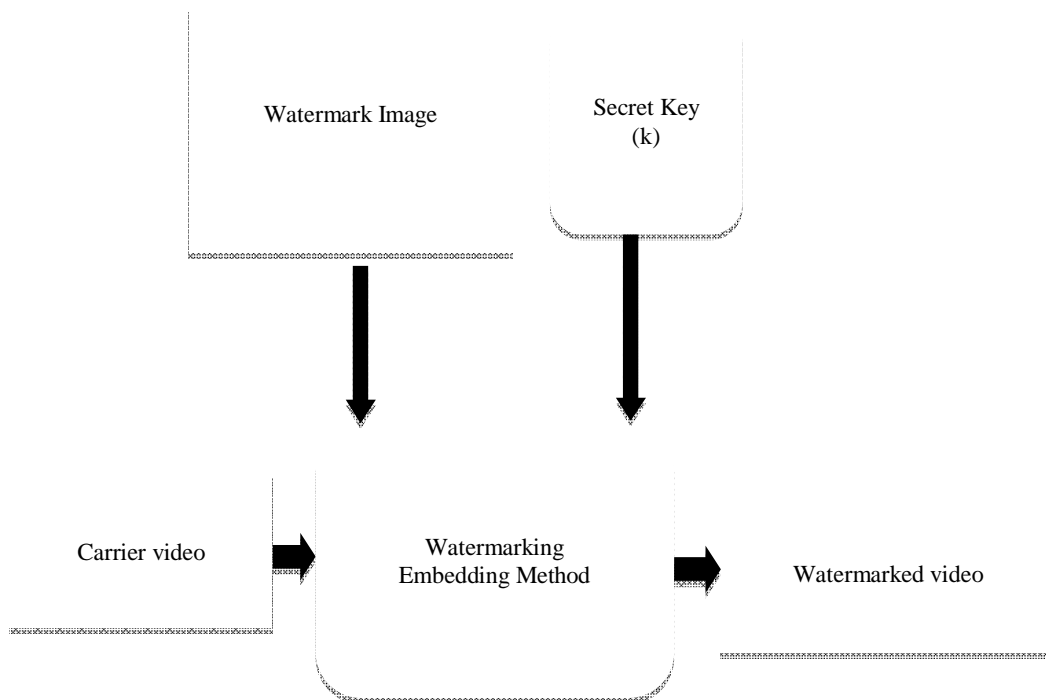 Watermark Image
Secret Key
(k)
Carrier video
Watermarking
Embedding Method
Watermarked video